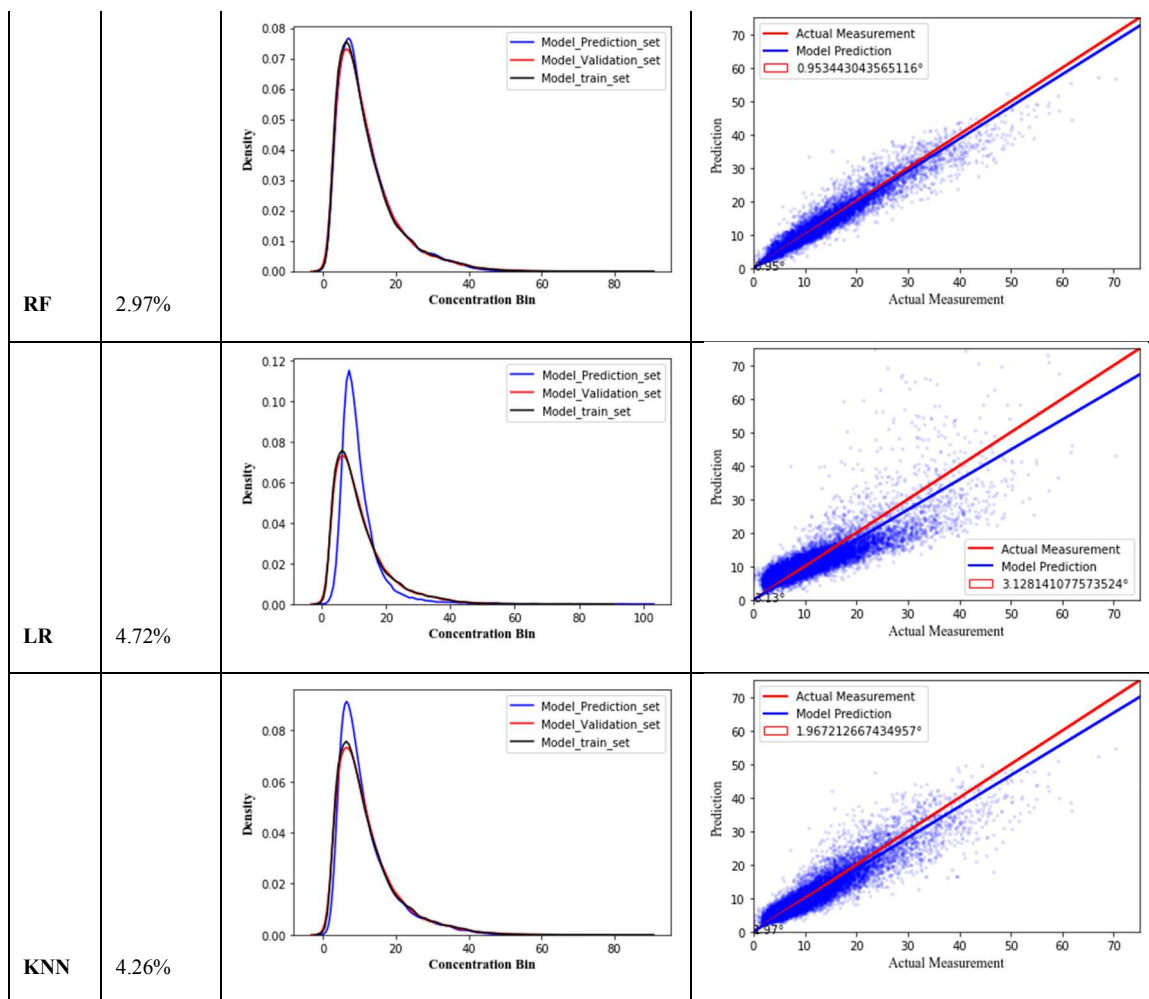 0.08
0.07
0.06
0.05
0.04
0.03
0.02
0.01
0.00
Density
0 20 40 60 80
Concentration Bin
Model_Prediction_set
Model_Validation_set
Model_train_set
70
60
50
40
30
20
10
0
Prediction
0 10 20 30 40 50 60 70
Actual Measurement
Actual Measurement
Model Prediction
0.953443043565116°
0.95°
RF 2.97%
0.12
0.10
0.08
0.06
0.04
0.02
0.00
Density
0 20 40 60 80 100
Concentration Bin
Model_Prediction_set
Model_Validation_set
Model_train_set
70
60
50
40
30
20
10
0
Prediction
0 10 20 30 40 50 60 70
Actual Measurement
Actual Measurement
Model Prediction
3.128141077573524°
3.13°
LR 4.72%
0.08
0.06
0.04
0.02
0.00
Density
0 20 40 60 80
Concentration Bin
Model_Prediction_set
Model_Validation_set
Model_train_set
70
60
50
40
30
20
10
0
Prediction
0 10 20 30 40 50 60 70
Actual Measurement
Actual Measurement
Model Prediction
1.967212667434957°
1.97°
KNN 4.26%